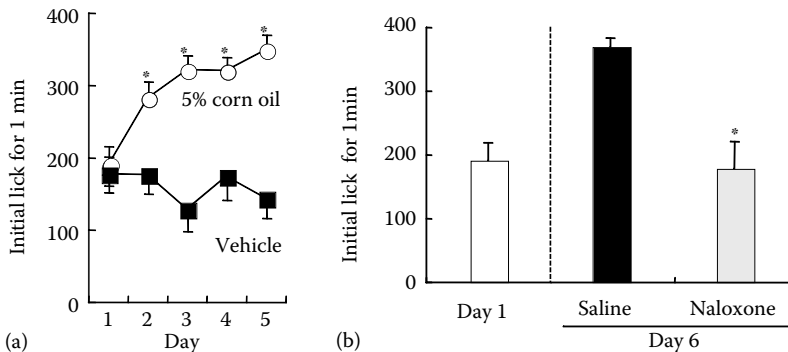 400
300
200
100
0
Initial lick for 1 min
*
*
*
*
5% corn oil
Vehicle
1 2 3 4 5
Day
(a)
400
300
200
100
0
Initial lick for 1min
*
Day 1
Saline
Naloxone
Day 6
(b)